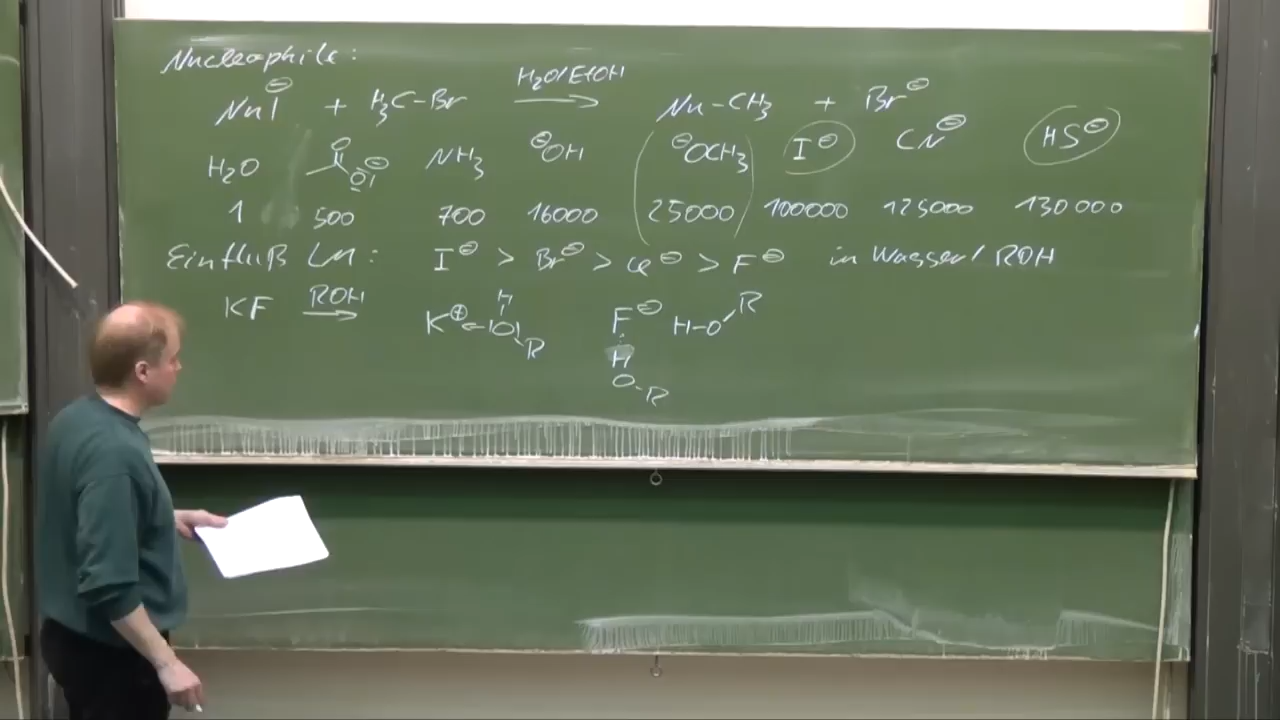 Nucleophile:
Nu|⊖ + H₃C-Br H₂O/EtOH → Nu-CH₃ + Br⊖
H₂O O O⊖ NH₃ ⊖OH ⊖OCH₃ I⊖ CN⊖ HS⊖
1 500 700 16000 25000 100000 125000 130000
Einfluß LM: I⊖ > Br⊖ > Cl⊖ > F⊖ in Wasser/ROH
KF ROH → K⊕ ← |O| H R F⊖ H-O R
H
O-R